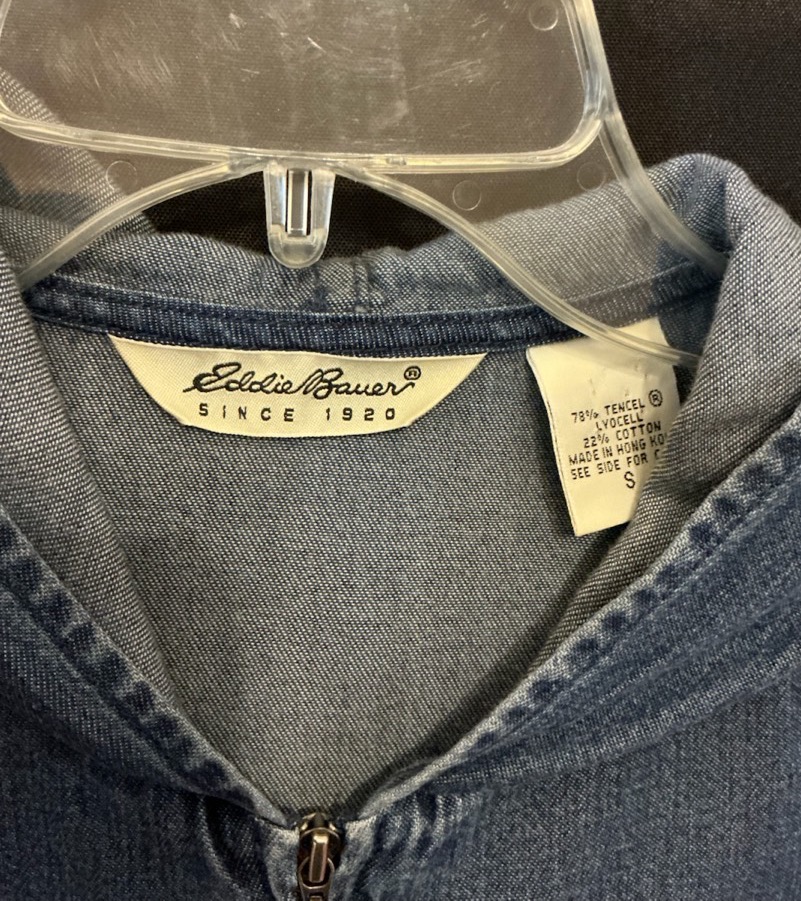 Eddie Bauer®
SINCE 1920
78% TENCEL®
LYOCELL
22% COTTON
MADE IN HONG
SEE SIDE FOR
S